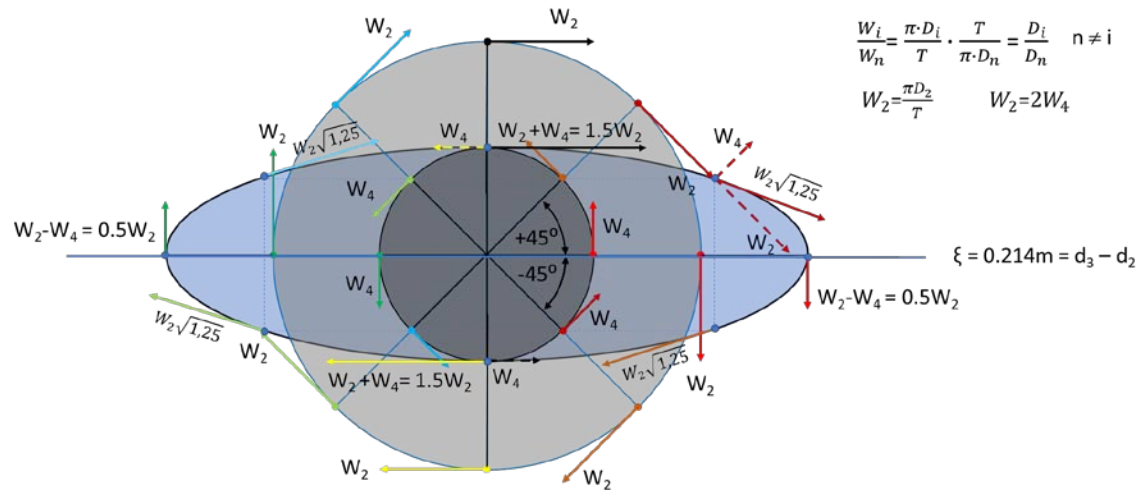 W₂
W₂
Wᵢ/Wₙ = π·Dᵢ/T · T/π·Dₙ = Dᵢ/Dₙ n ≠ i
W₂=πD₂/T W₂=2W₄
W₂
W₂√1,25
W₄
W₂+W₄= 1.5W₂
W₄
W₂√1,25
W₄
W₂
W₂-W₄ = 0.5W₂
+45°
W₄
W₂
ξ = 0.214m = d₃ – d₂
W₄
-45°
W₂-W₄ = 0.5W₂
W₂√1,25
W₂
W₄
W₂√1,25
W₂
W₂+W₄= 1.5W₂
W₄
W₂
W₂